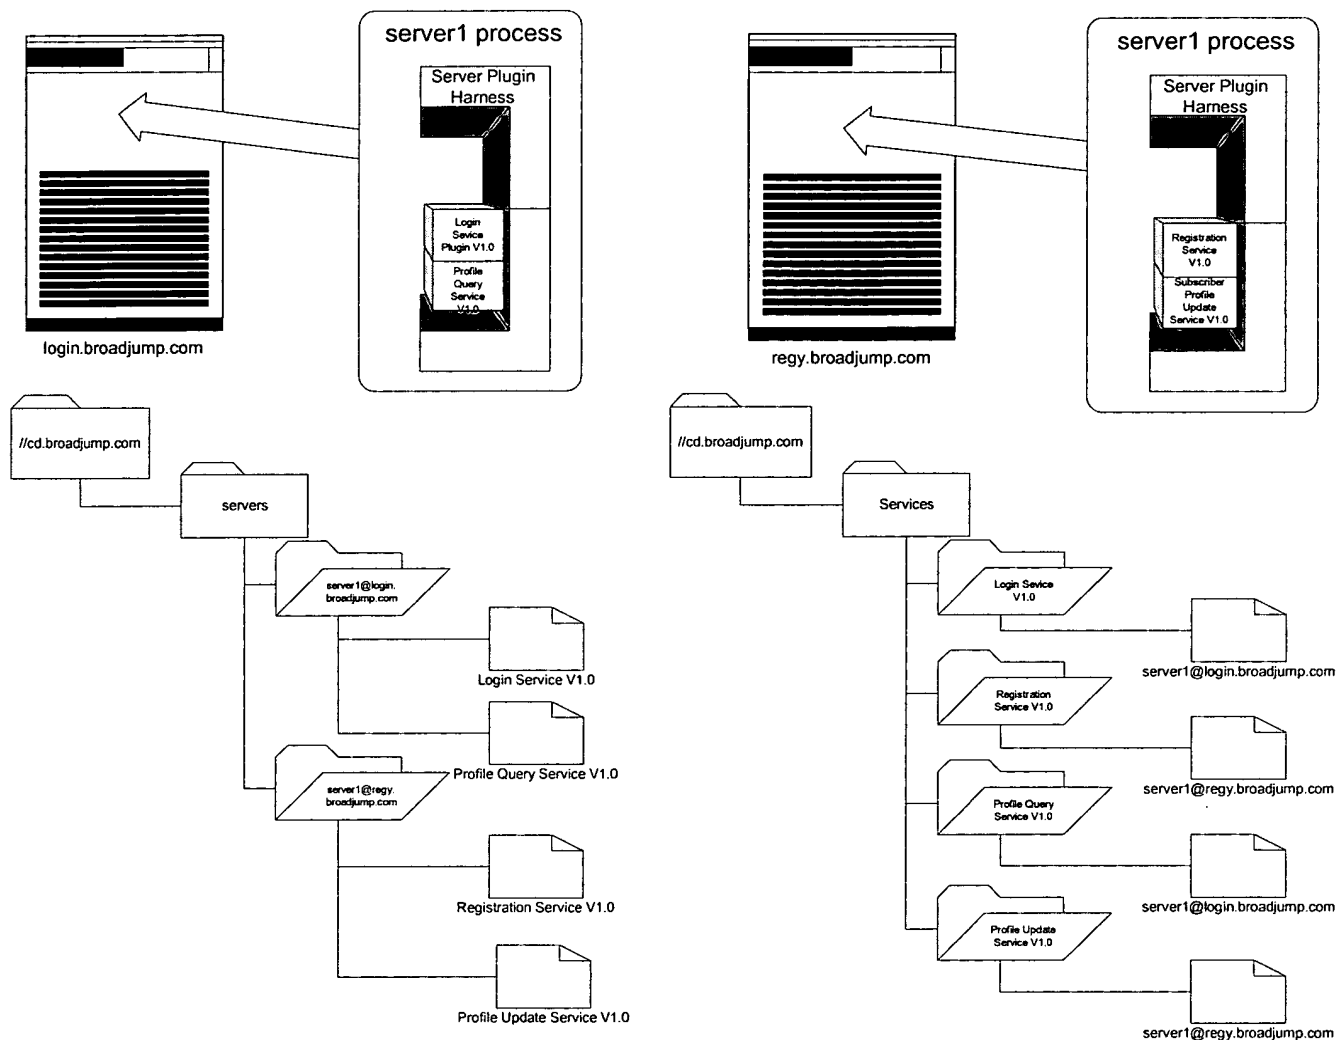 server1 process
Server Plugin
Harness
Login
Sevice
Plugin V1.0
Profile
Query
Service
V1.0
login.broadjump.com
server1 process
Server Plugin
Harness
Registration
Service
V1.0
Subscriber
Profile
Update
Service V1.0
regy.broadjump.com
//cd.broadjump.com
servers
server1@login.
broadjump.com
Login Service V1.0
Profile Query Service V1.0
server1@regy.
broadjump.com
Registration Service V1.0
Profile Update Service V1.0
//cd.broadjump.com
Services
Login Sevice
V1.0
server1@login.broadjump.com
Registration
Service V1.0
server1@regy.broadjump.com
Profile Query
Service V1.0
server1@login.broadjump.com
Profile Update
Service V1.0
server1@regy.broadjump.com